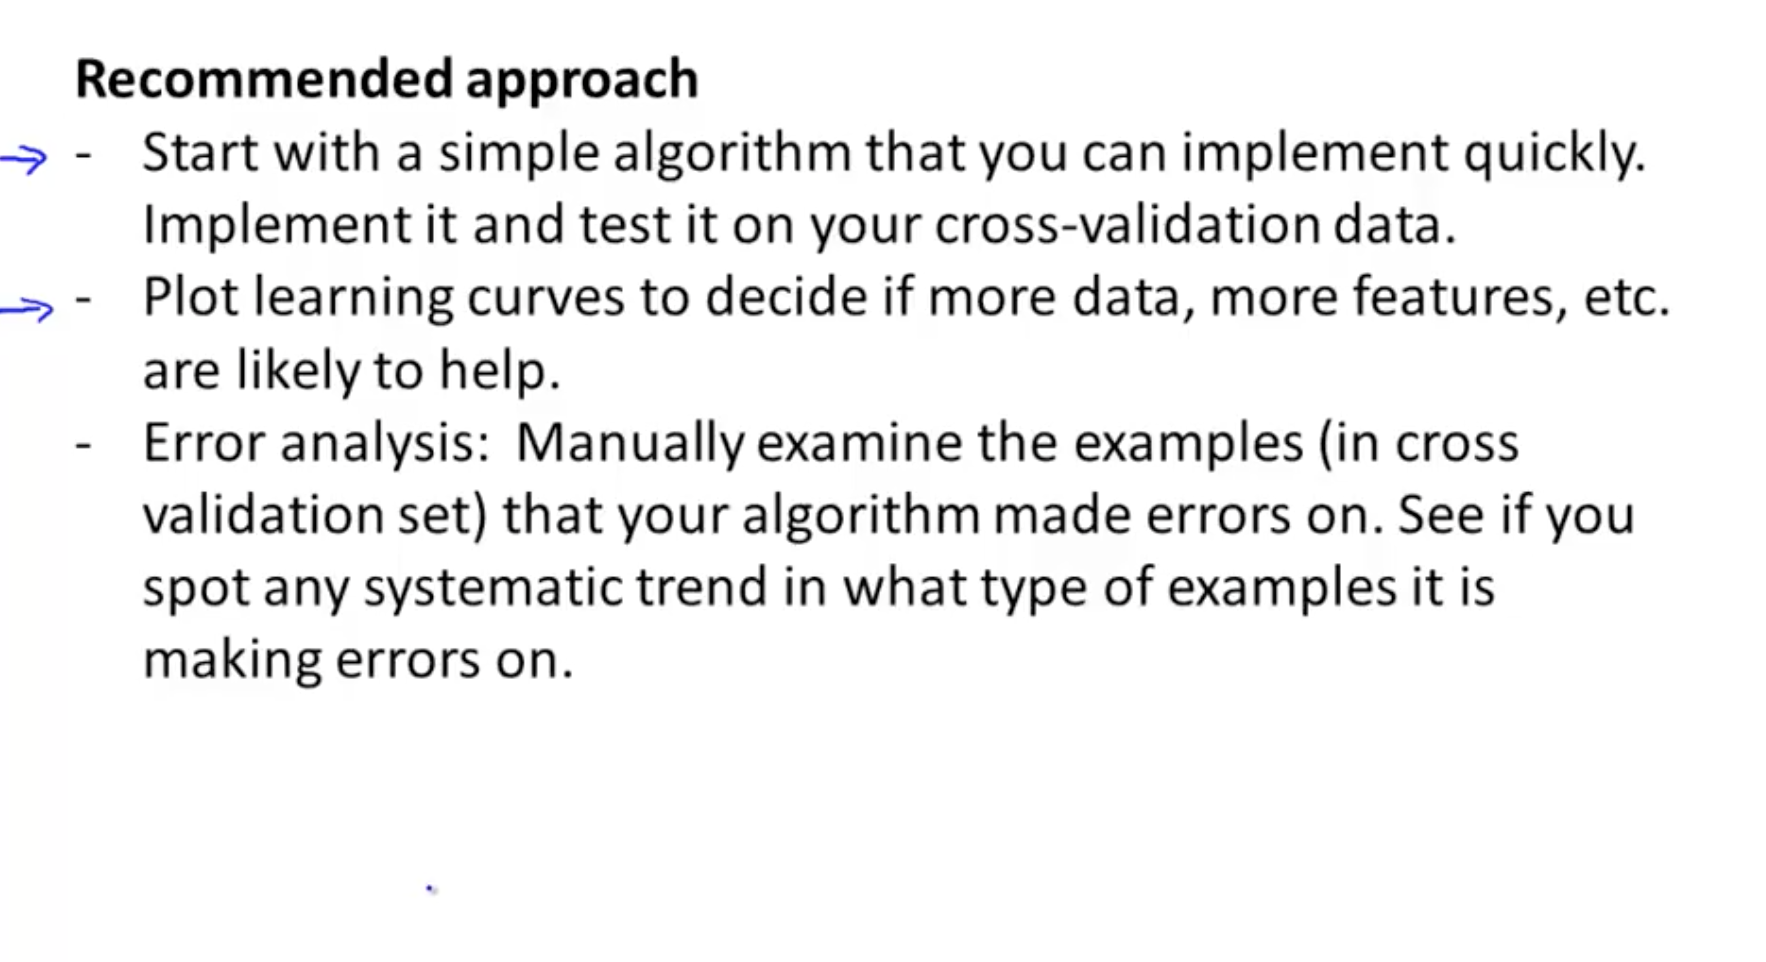 Recommended approach
- Start with a simple algorithm that you can implement quickly.
Implement it and test it on your cross-validation data.
- Plot learning curves to decide if more data, more features, etc.
are likely to help.
- Error analysis: Manually examine the examples (in cross
validation set) that your algorithm made errors on. See if you
spot any systematic trend in what type of examples it is
making errors on.